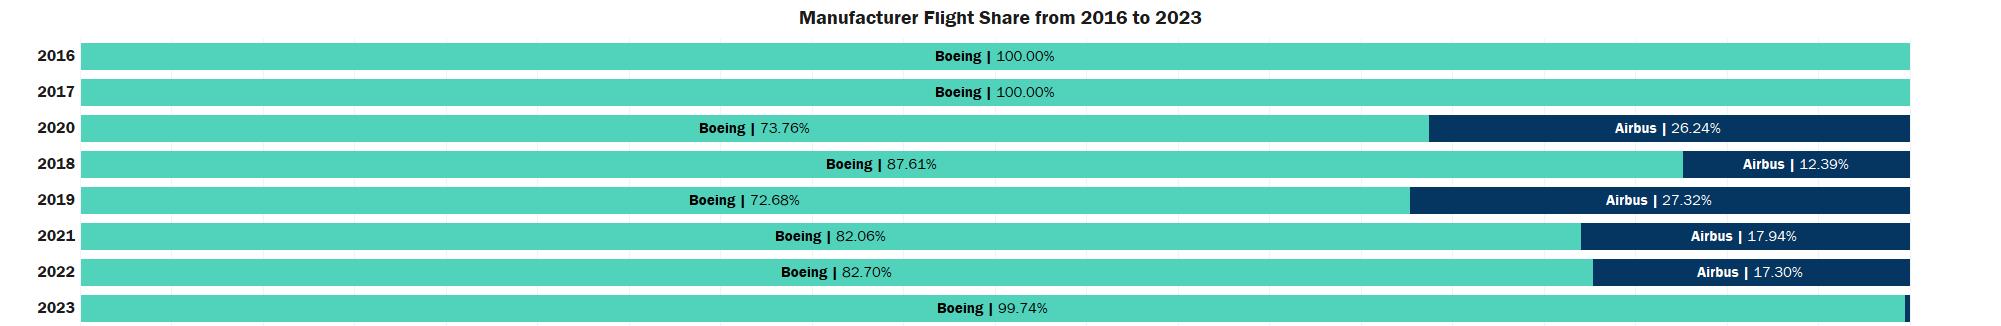 Manufacturer Flight Share from 2016 to 2023
2016 Boeing | 100.00%
2017 Boeing | 100.00%
2020 Boeing | 73.76% Airbus | 26.24%
2018 Boeing | 87.61% Airbus | 12.39%
2019 Boeing | 72.68% Airbus | 27.32%
2021 Boeing | 82.06% Airbus | 17.94%
2022 Boeing | 82.70% Airbus | 17.30%
2023 Boeing | 99.74%